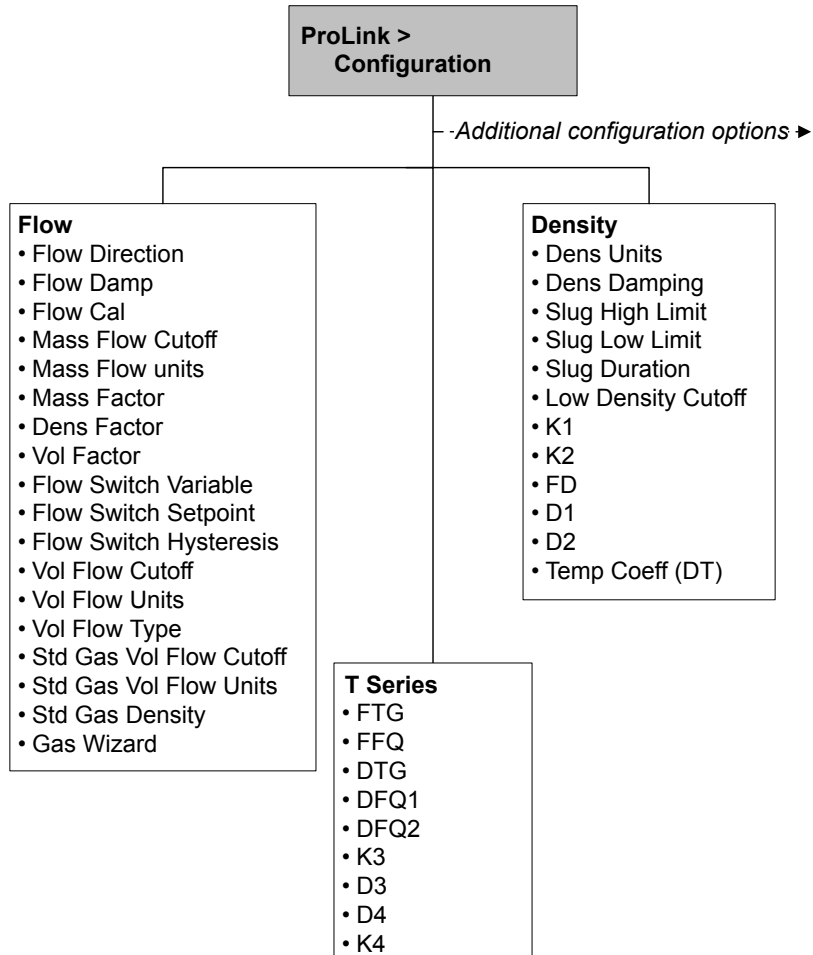 ProLink >
Configuration
Additional configuration options
Flow
• Flow Direction
• Flow Damp
• Flow Cal
• Mass Flow Cutoff
• Mass Flow units
• Mass Factor
• Dens Factor
• Vol Factor
• Flow Switch Variable
• Flow Switch Setpoint
• Flow Switch Hysteresis
• Vol Flow Cutoff
• Vol Flow Units
• Vol Flow Type
• Std Gas Vol Flow Cutoff
• Std Gas Vol Flow Units
• Std Gas Density
• Gas Wizard
T Series
• FTG
• FFQ
• DTG
• DFQ1
• DFQ2
• K3
• D3
• D4
• K4
Density
• Dens Units
• Dens Damping
• Slug High Limit
• Slug Low Limit
• Slug Duration
• Low Density Cutoff
• K1
• K2
• FD
• D1
• D2
• Temp Coeff (DT)